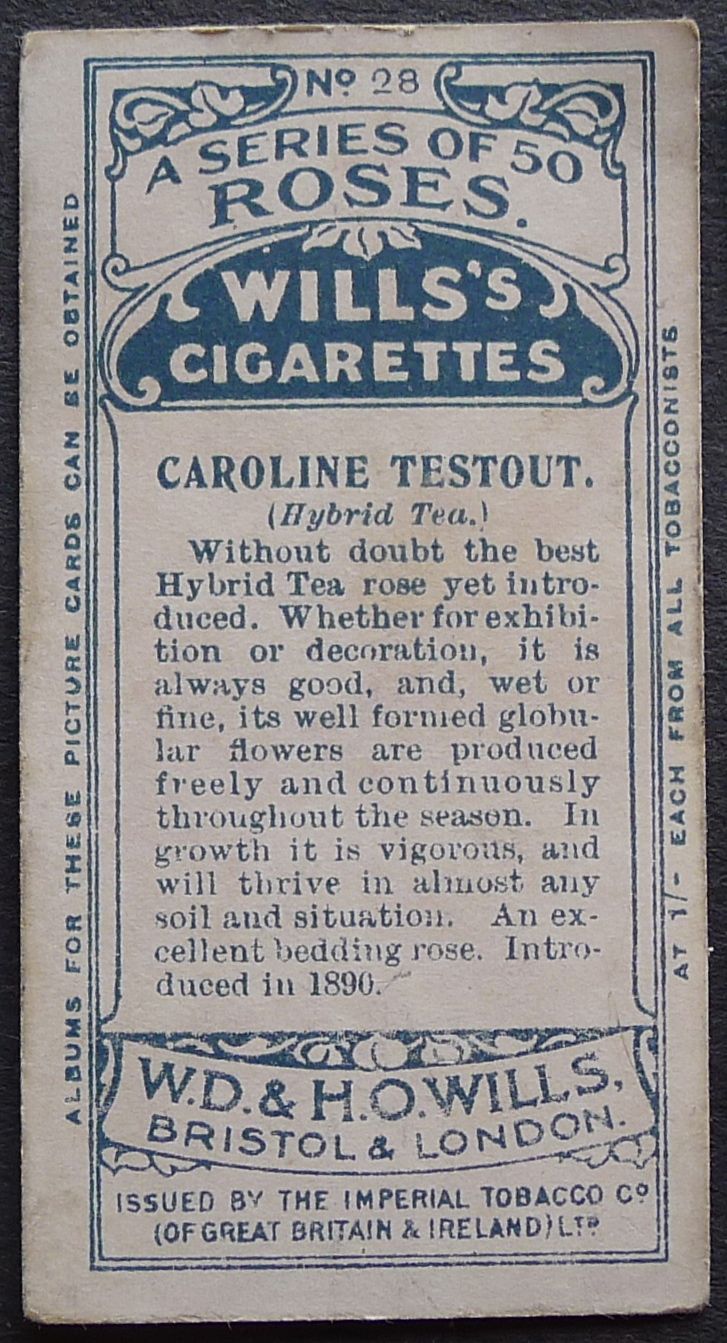 Nº 28
A SERIES OF 50
ROSES.
WILLS'S
CIGARETTES
CAROLINE TESTOUT.
(Hybrid Tea.)
Without doubt the best
Hybrid Tea rose yet intro-
duced. Whether for exhibi-
tion or decoration, it is
always good, and, wet or
fine, its well formed globu-
lar flowers are produced
freely and continuously
throughout the season. In
growth it is vigorous, and
will thrive in almost any
soil and situation. An ex-
cellent bedding rose. Intro-
duced in 1890.
W.D. & H.O. WILLS,
BRISTOL & LONDON.
ISSUED BY THE IMPERIAL TOBACCO Cº
(OF GREAT BRITAIN & IRELAND) LTD
ALBUMS FOR THESE PICTURE CARDS CAN BE OBTAINED
AT 1/- EACH FROM ALL TOBACCONISTS.